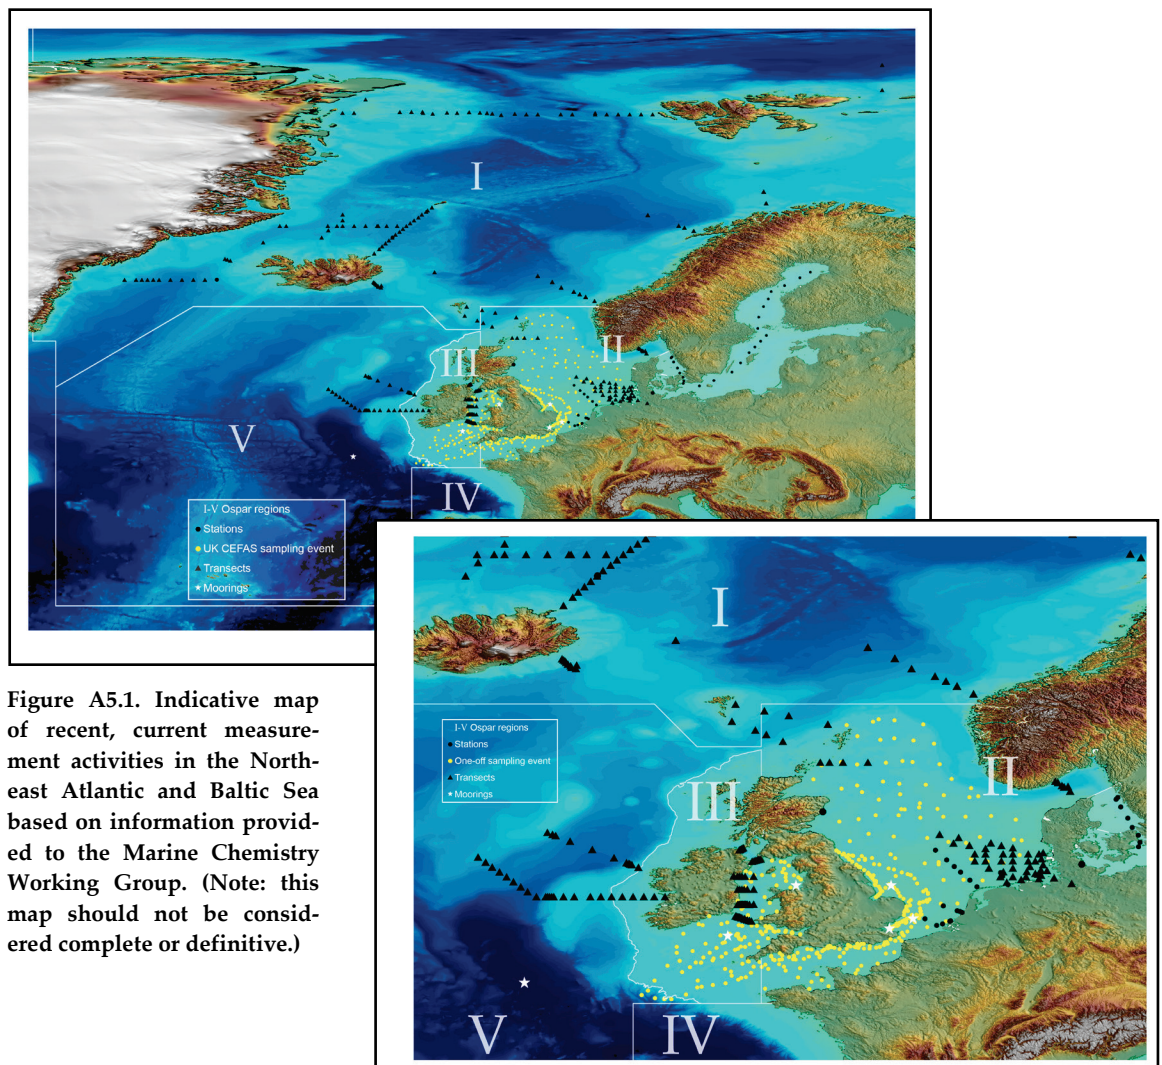 I
II
III
V
IV
I-V Ospar regions
Stations
UK CEFAS sampling event
Transects
Moorings
I
II
III
V
IV
I-V Ospar regions
Stations
One-off sampling event
Transects
Moorings
Figure A5.1. Indicative map
of recent, current measure-
ment activities in the North-
east Atlantic and Baltic Sea
based on information provid-
ed to the Marine Chemistry
Working Group. (Note: this
map should not be consid-
ered complete or definitive.)